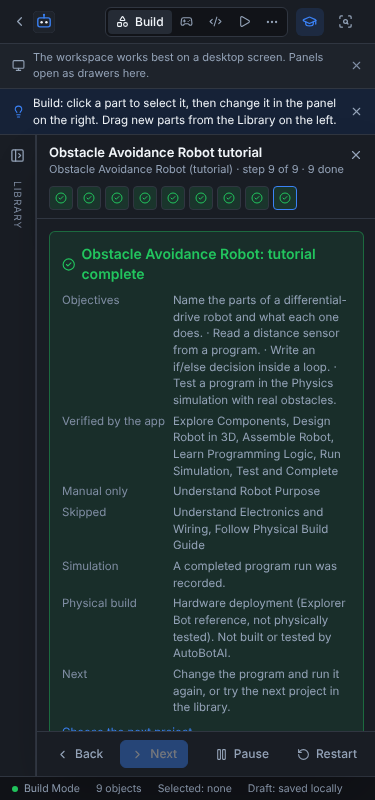 Build
The workspace works best on a desktop screen. Panels
open as drawers here.
Build: click a part to select it, then change it in the panel
on the right. Drag new parts from the Library on the left.
LIBRARY
Obstacle Avoidance Robot tutorial
Obstacle Avoidance Robot (tutorial) · step 9 of 9 · 9 done
Obstacle Avoidance Robot: tutorial
complete
Objectives
Name the parts of a differential-
drive robot and what each one
does. · Read a distance sensor
from a program. · Write an
if/else decision inside a loop. ·
Test a program in the Physics
simulation with real obstacles.
Verified by the app
Explore Components, Design
Robot in 3D, Assemble Robot,
Learn Programming Logic, Run
Simulation, Test and Complete
Manual only
Understand Robot Purpose
Skipped
Understand Electronics and
Wiring, Follow Physical Build
Guide
Simulation
A completed program run was
recorded.
Physical build
Hardware deployment (Explorer
Bot reference, not physically
tested). Not built or tested by
AutoBotAI.
Next
Change the program and run it
again, or try the next project in
the library.
Choose the next project
Back
Next
Pause
Restart
Build Mode
9 objects
Selected: none
Draft: saved locally